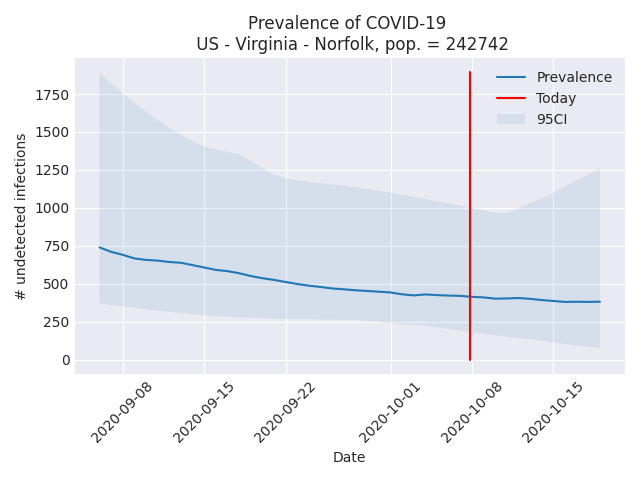 Prevalence of COVID-19
US - Virginia - Norfolk, pop. = 242742
Prevalence
Today
95CI
# undetected infections
1750
1500
1250
1000
750
500
250
0
2020-09-08
2020-09-15
2020-09-22
2020-10-01
2020-10-08
2020-10-15
Date